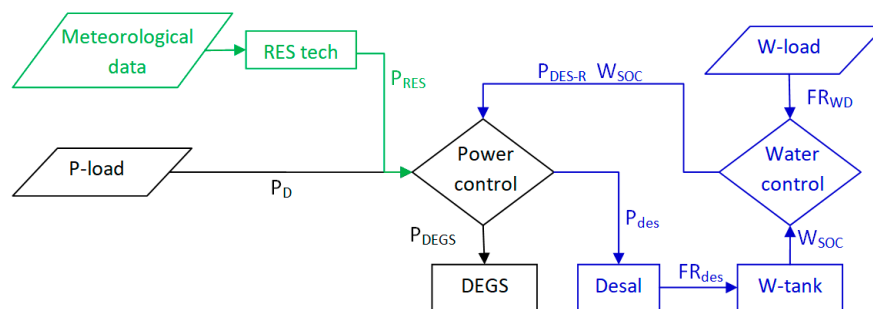 Meteorological
data
RES tech
W-load
P_RES
P_DES-R W_SOC
FR_WD
P-load
P_D
Power
control
Water
control
P_DEGS
P_des
W_SOC
DEGS
Desal
FR_des
W-tank